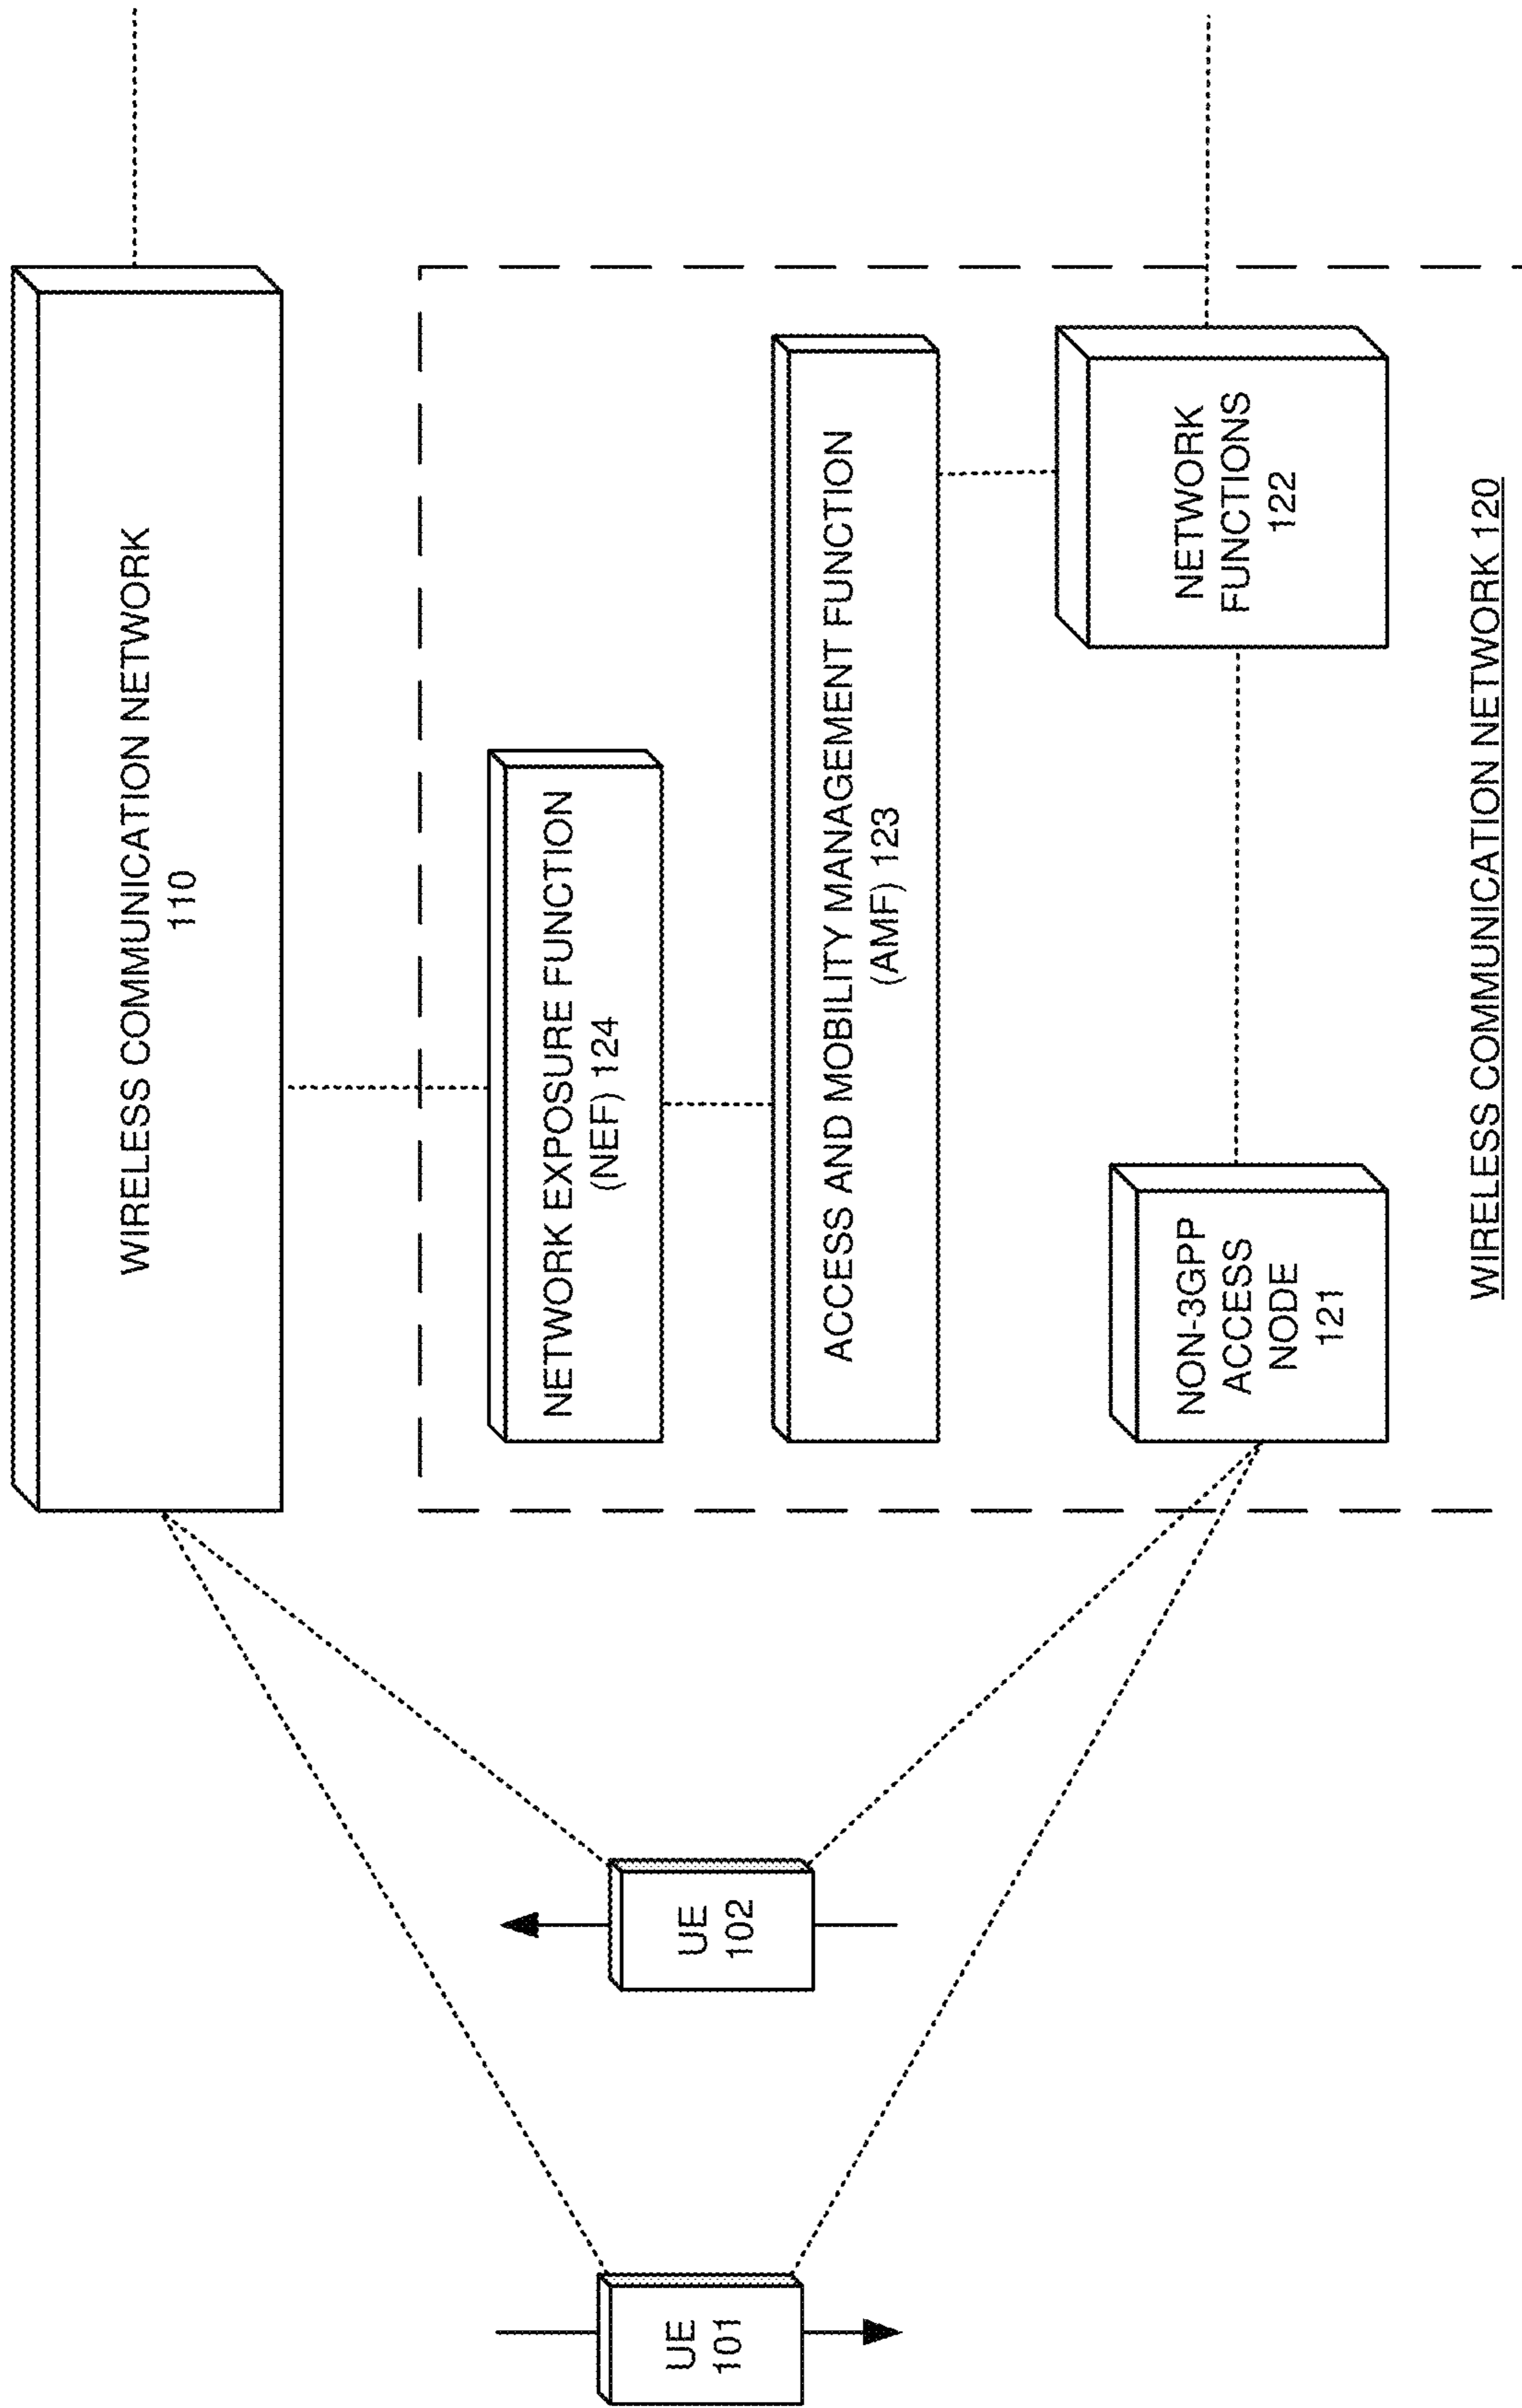 WIRELESS COMMUNICATION NETWORK
110
NETWORK EXPOSURE FUNCTION
(NEF) 124
ACCESS AND MOBILITY MANAGEMENT FUNCTION
(AMF) 123
UE
101
UE
102
NON-3GPP
ACCESS
NODE
121
NETWORK
FUNCTIONS
122
WIRELESS COMMUNICATION NETWORK 120